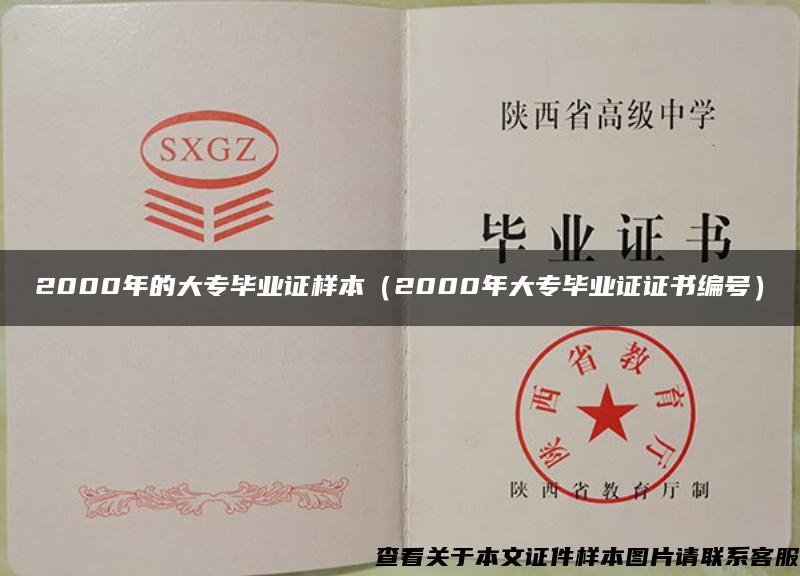 SXGZ
陕西省高级中学
毕业证书
2000年的大专毕业证样本（2000年大专毕业证证书编号）
陕西省教育厅
陕西省教育厅制
查看关于本文证件样本图片请联系客服